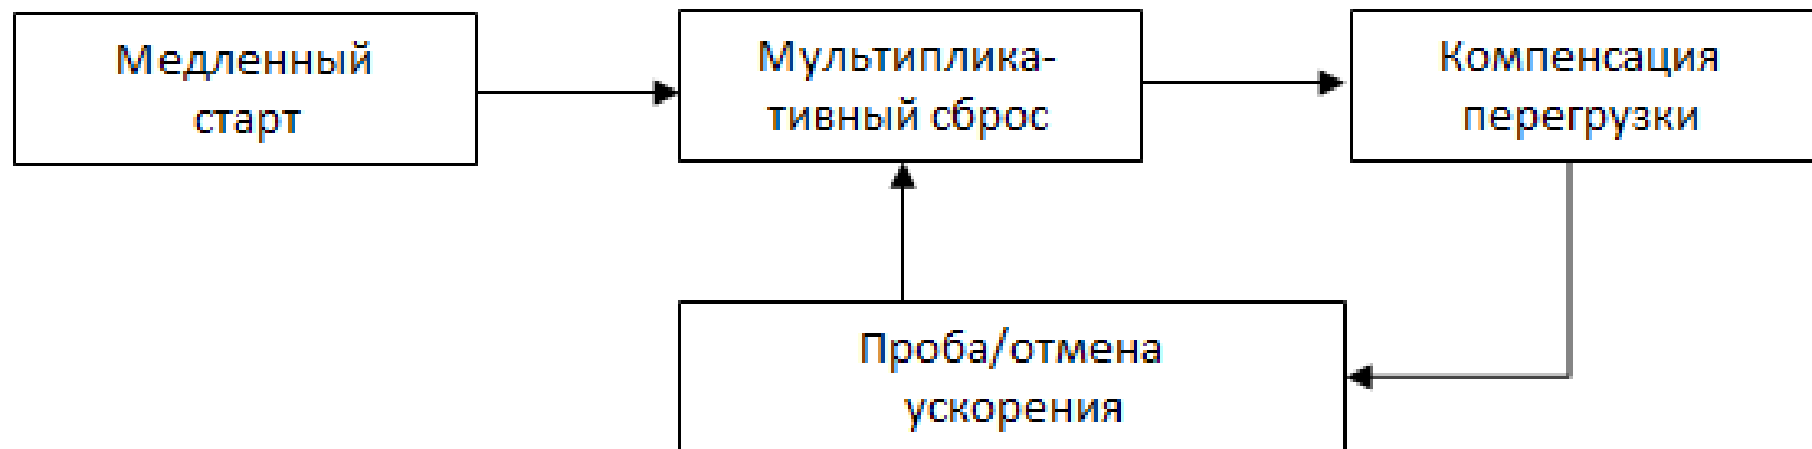 Медленный
старт
Мультиплика-
тивный сброс
Компенсация
перегрузки
Проба/отмена
ускорения